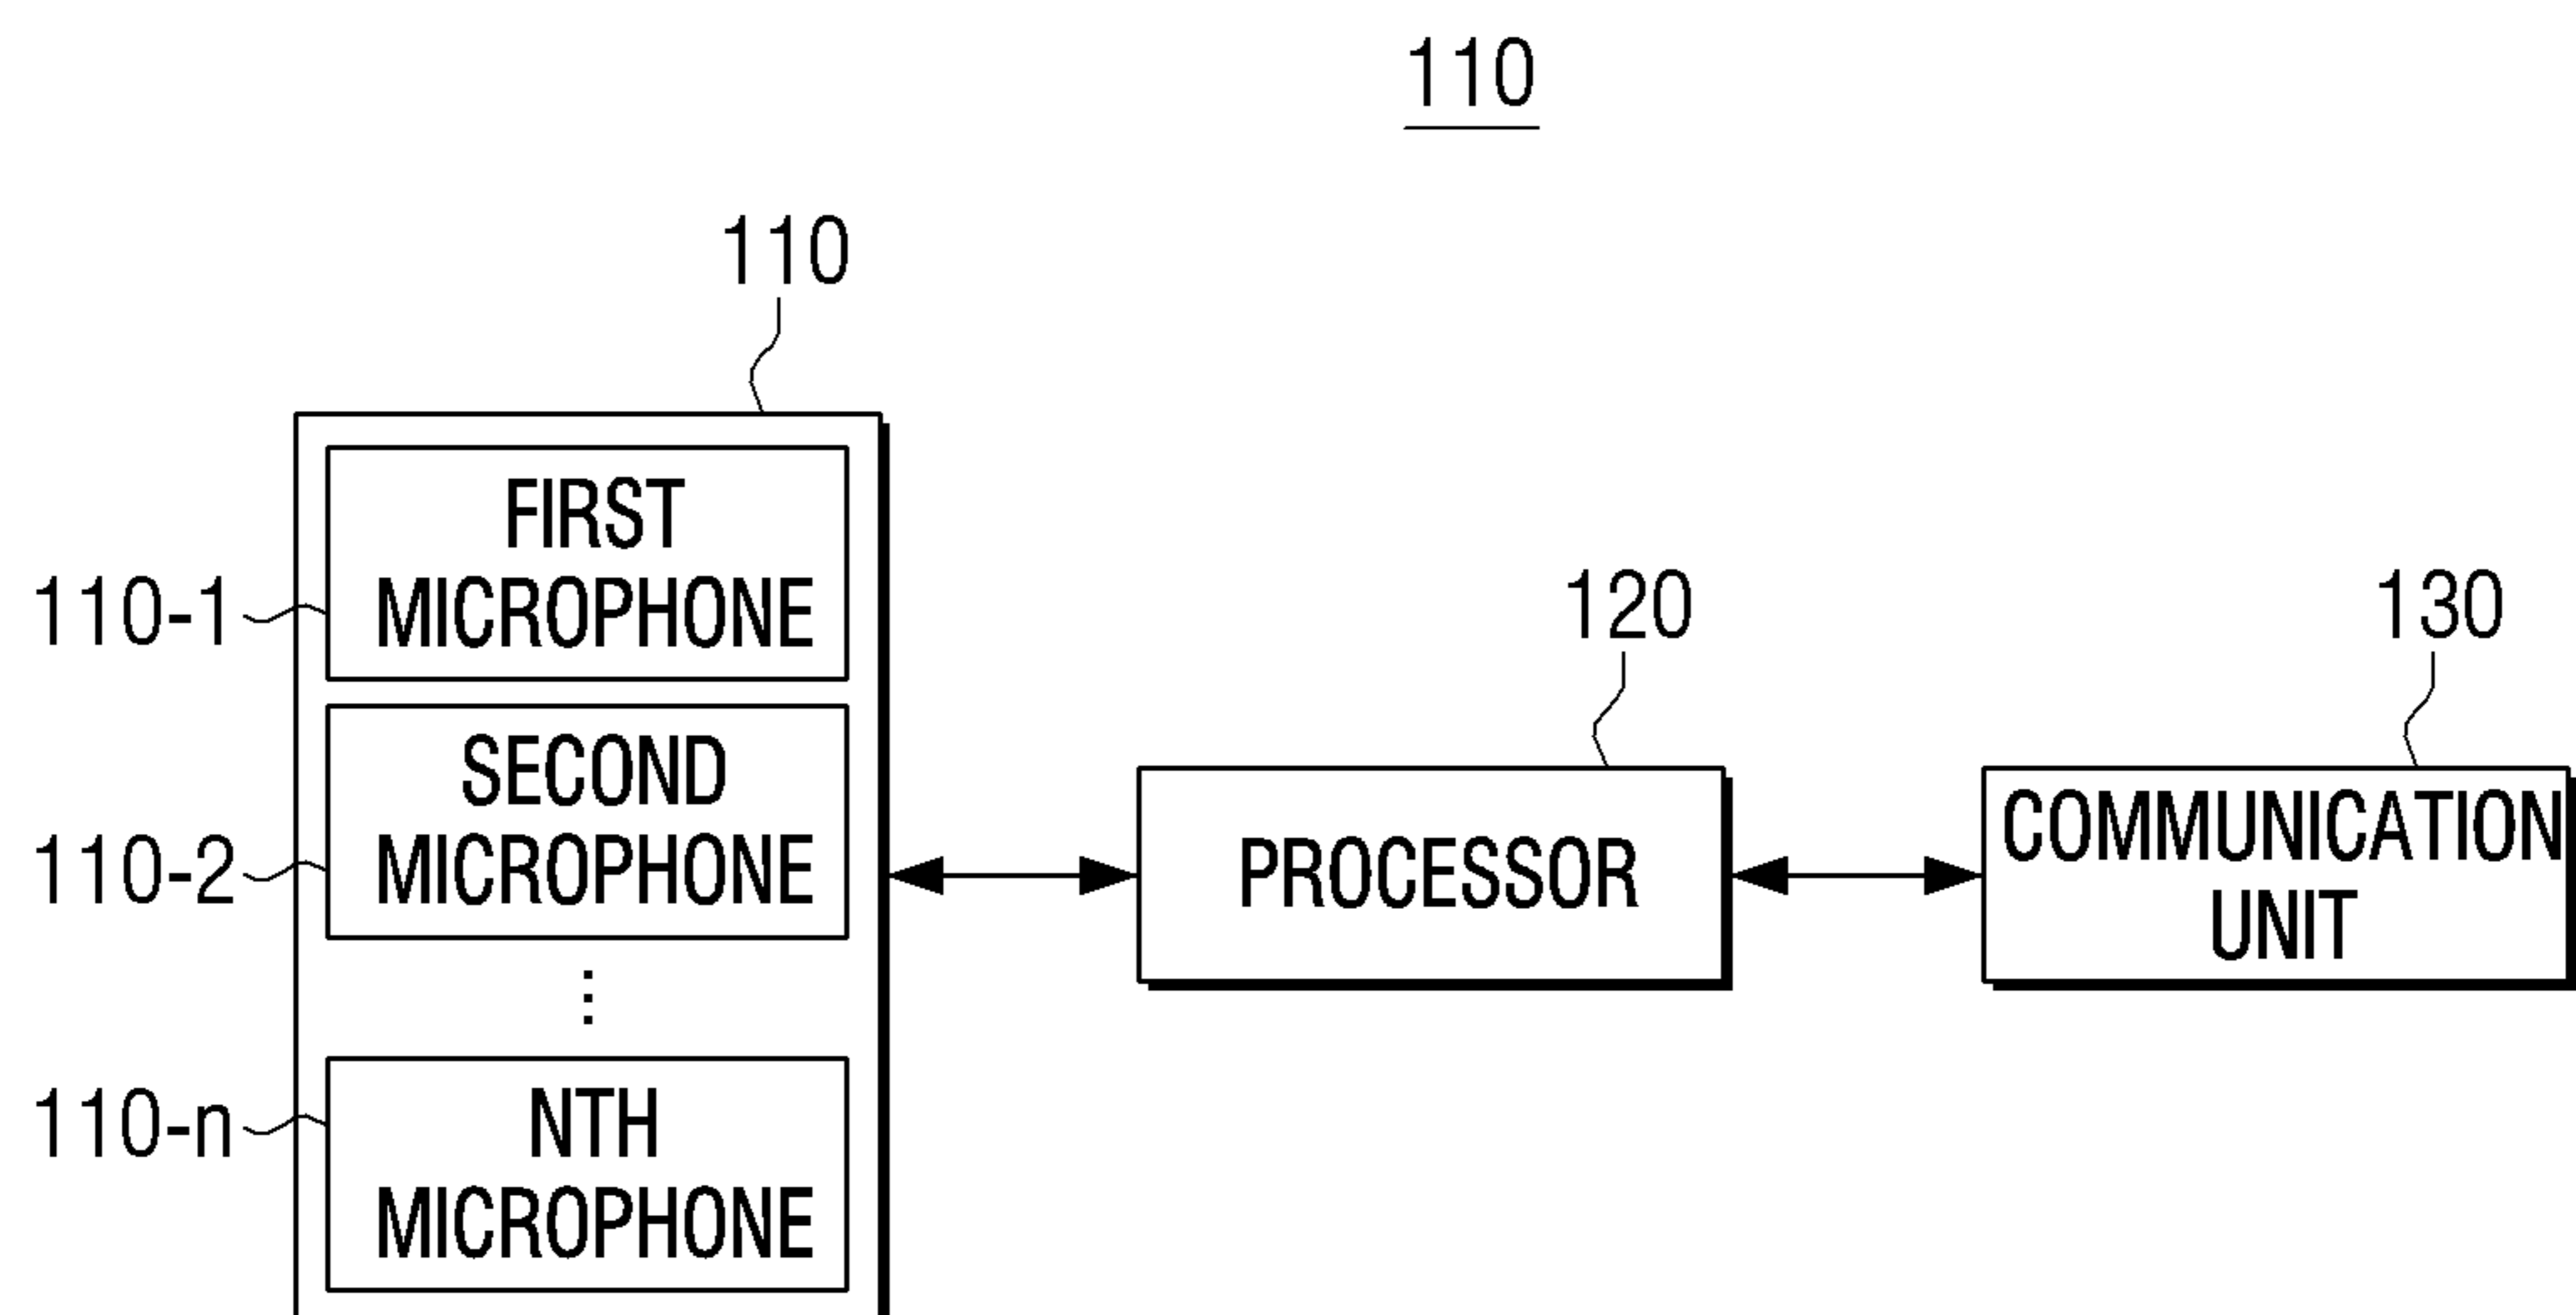 110
110
FIRST
MICROPHONE
110-1
SECOND
MICROPHONE
110-2
⋮
NTH
MICROPHONE
110-n
120
PROCESSOR
130
COMMUNICATION
UNIT